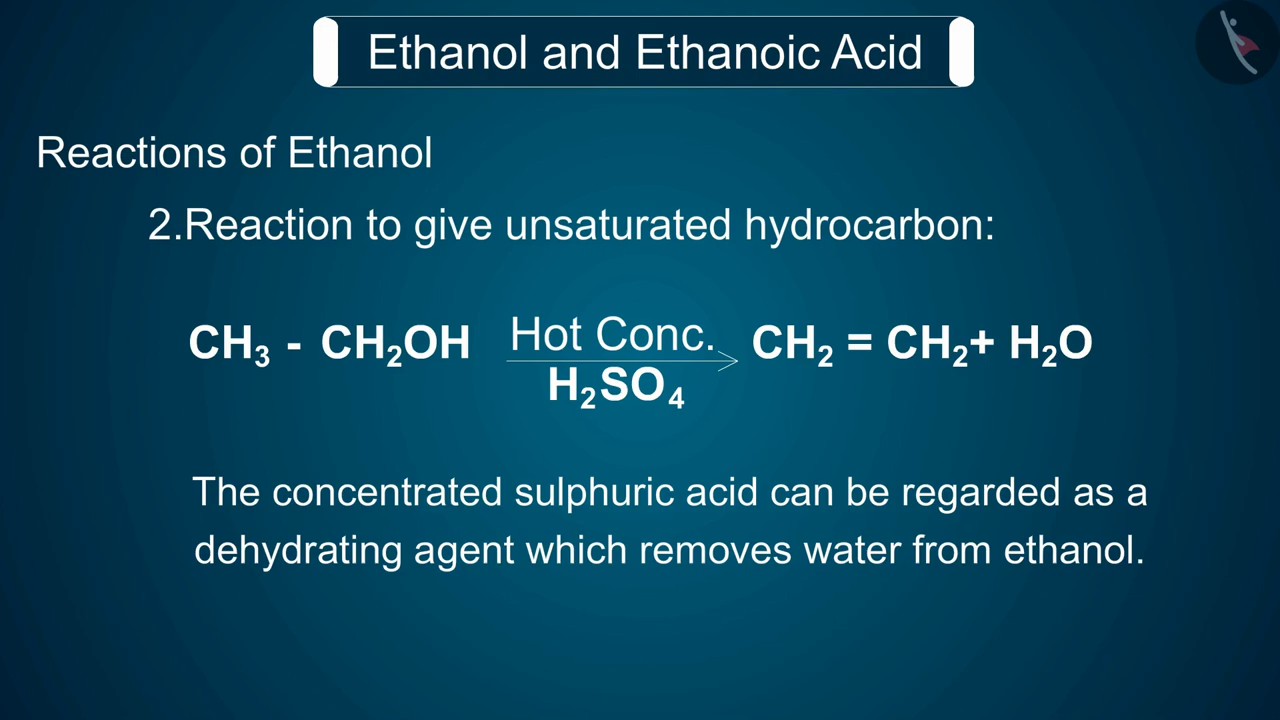 Ethanol and Ethanoic Acid
Reactions of Ethanol
2.Reaction to give unsaturated hydrocarbon:
CH₃ - CH₂OH Hot Conc. H₂SO₄ → CH₂ = CH₂+ H₂O
The concentrated sulphuric acid can be regarded as a
dehydrating agent which removes water from ethanol.